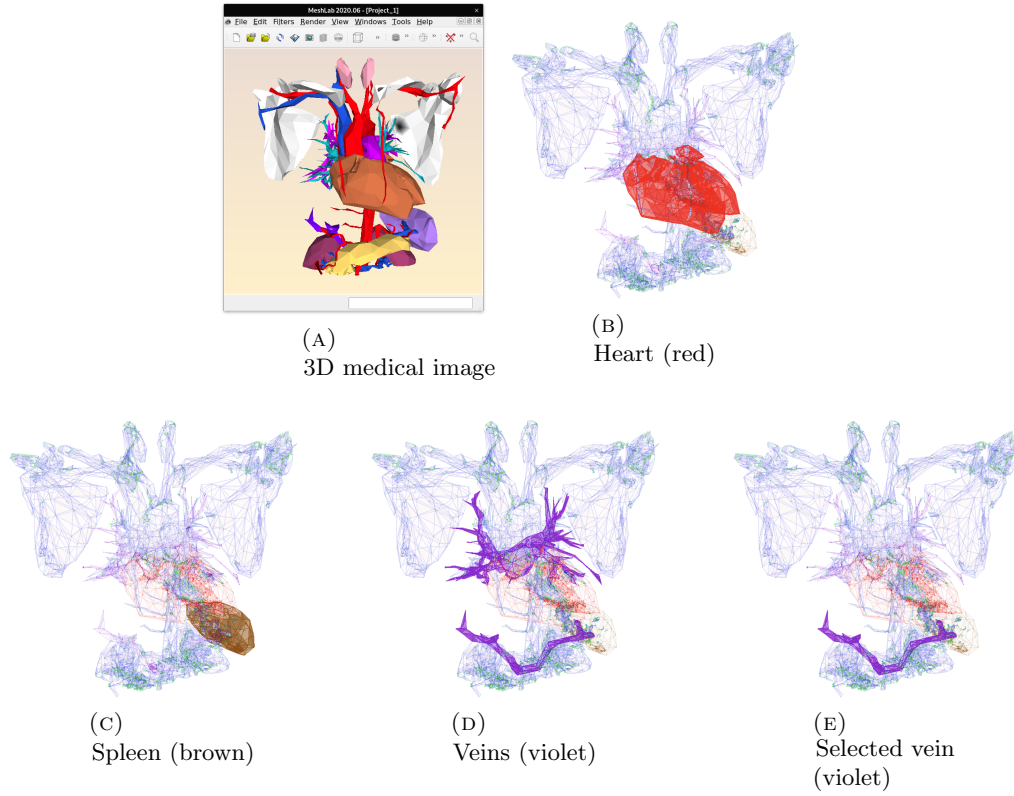 MeshLab 2020.06 - [Project_1]
File Edit Filters Render View Windows Tools Help
(A)
3D medical image
(B)
Heart (red)
(C)
Spleen (brown)
(D)
Veins (violet)
(E)
Selected vein
(violet)